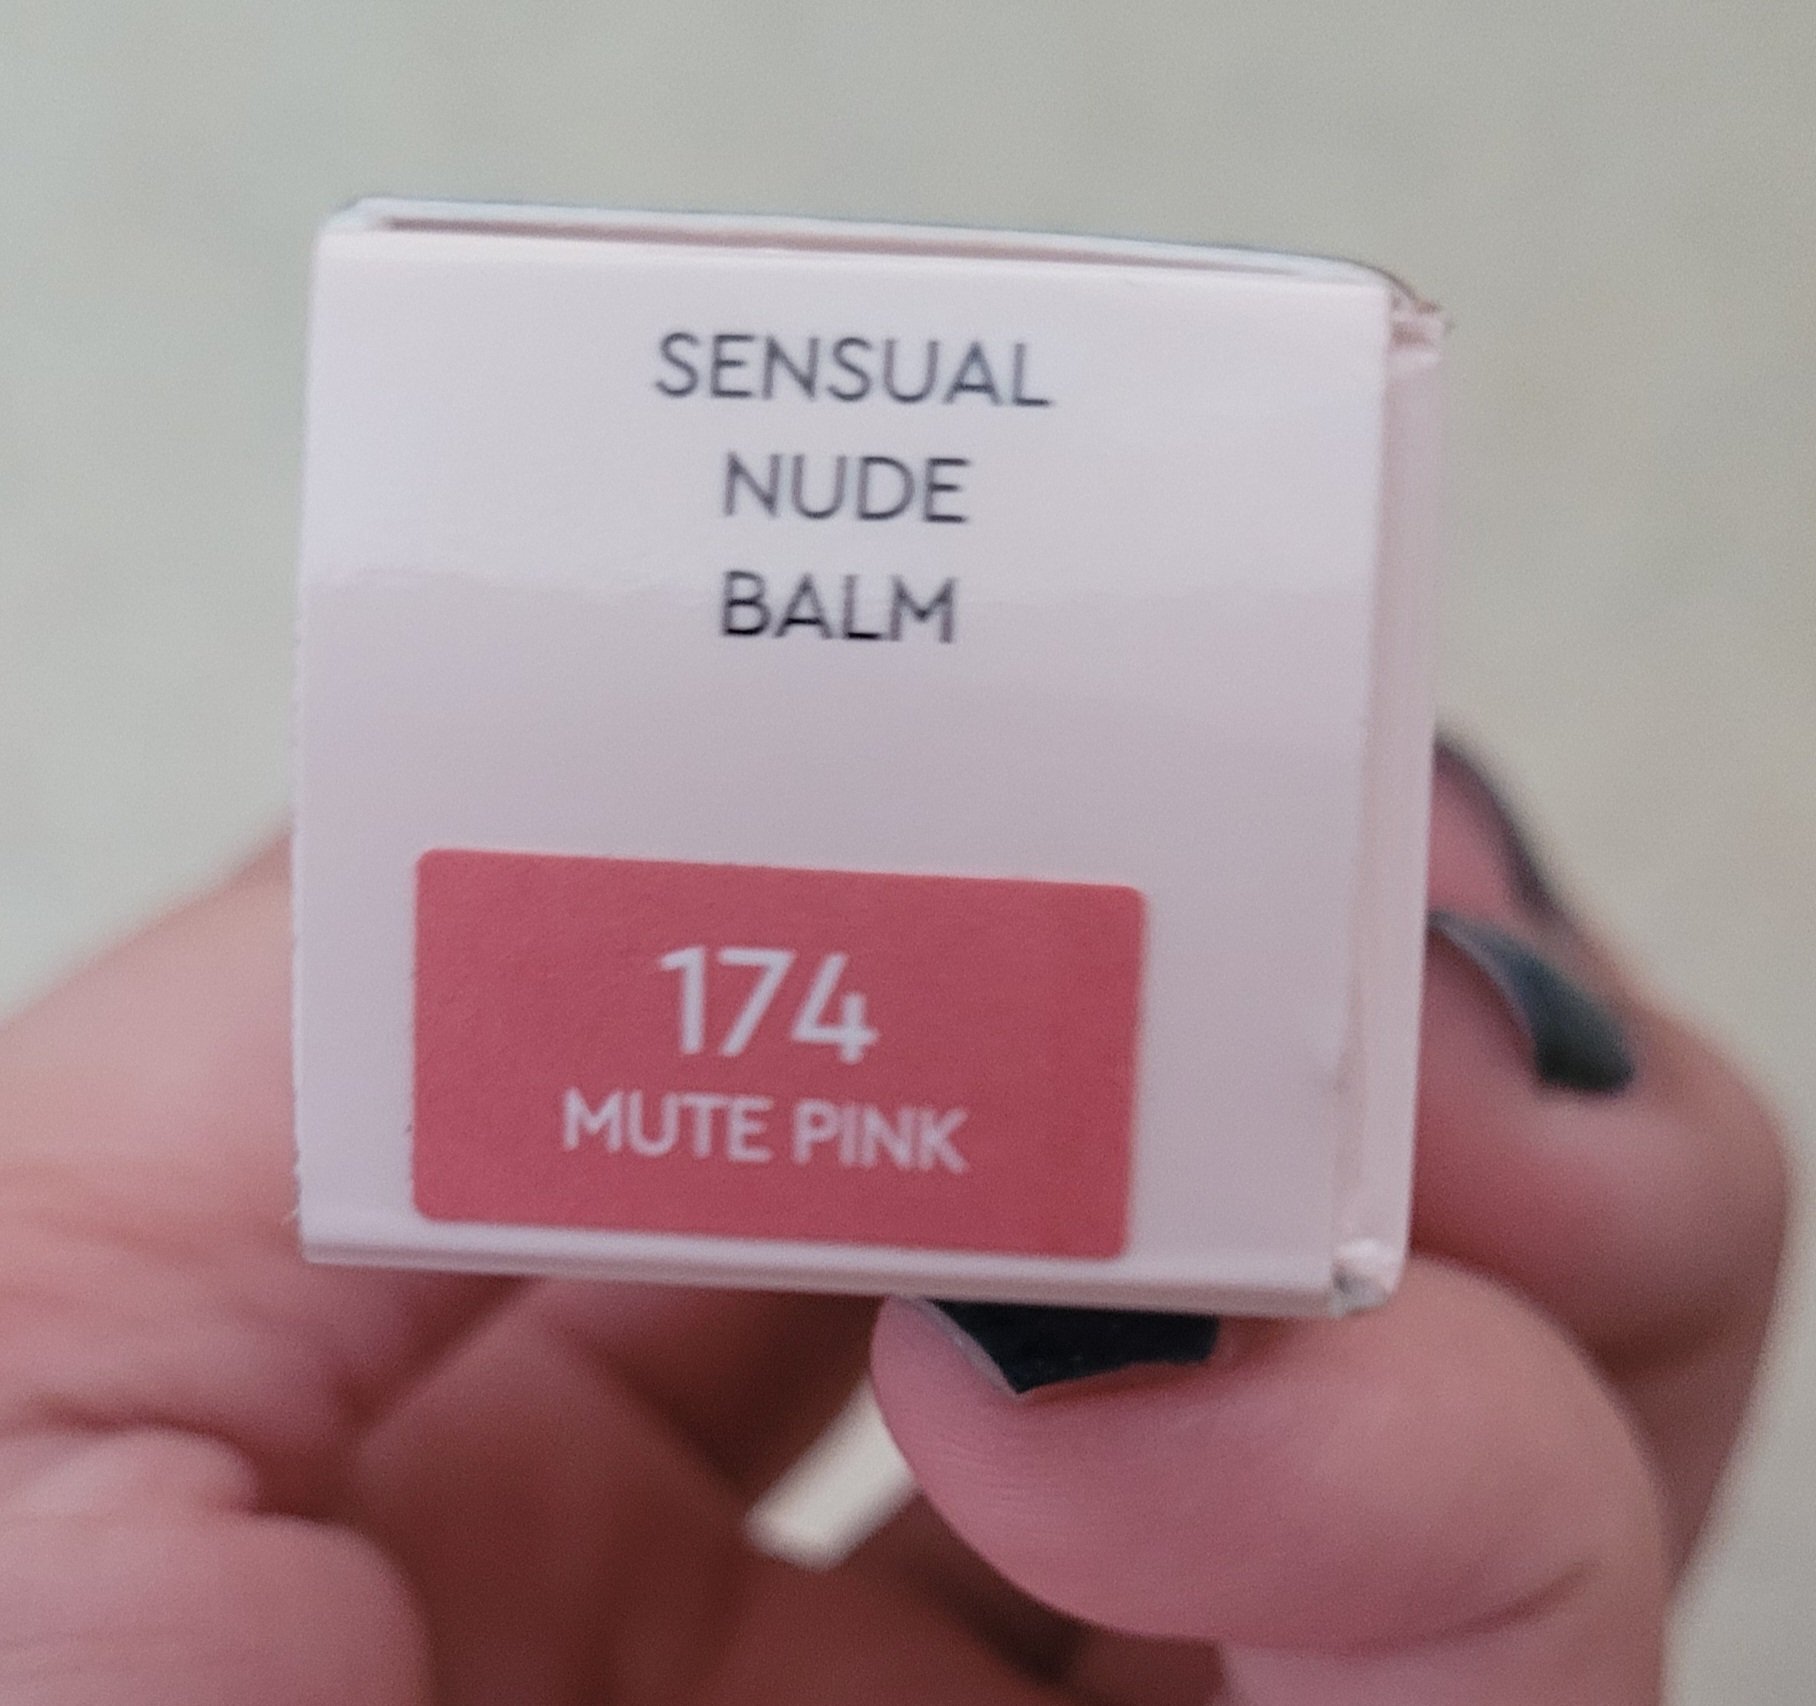 SENSUAL
NUDE
BALM
174
MUTE PINK